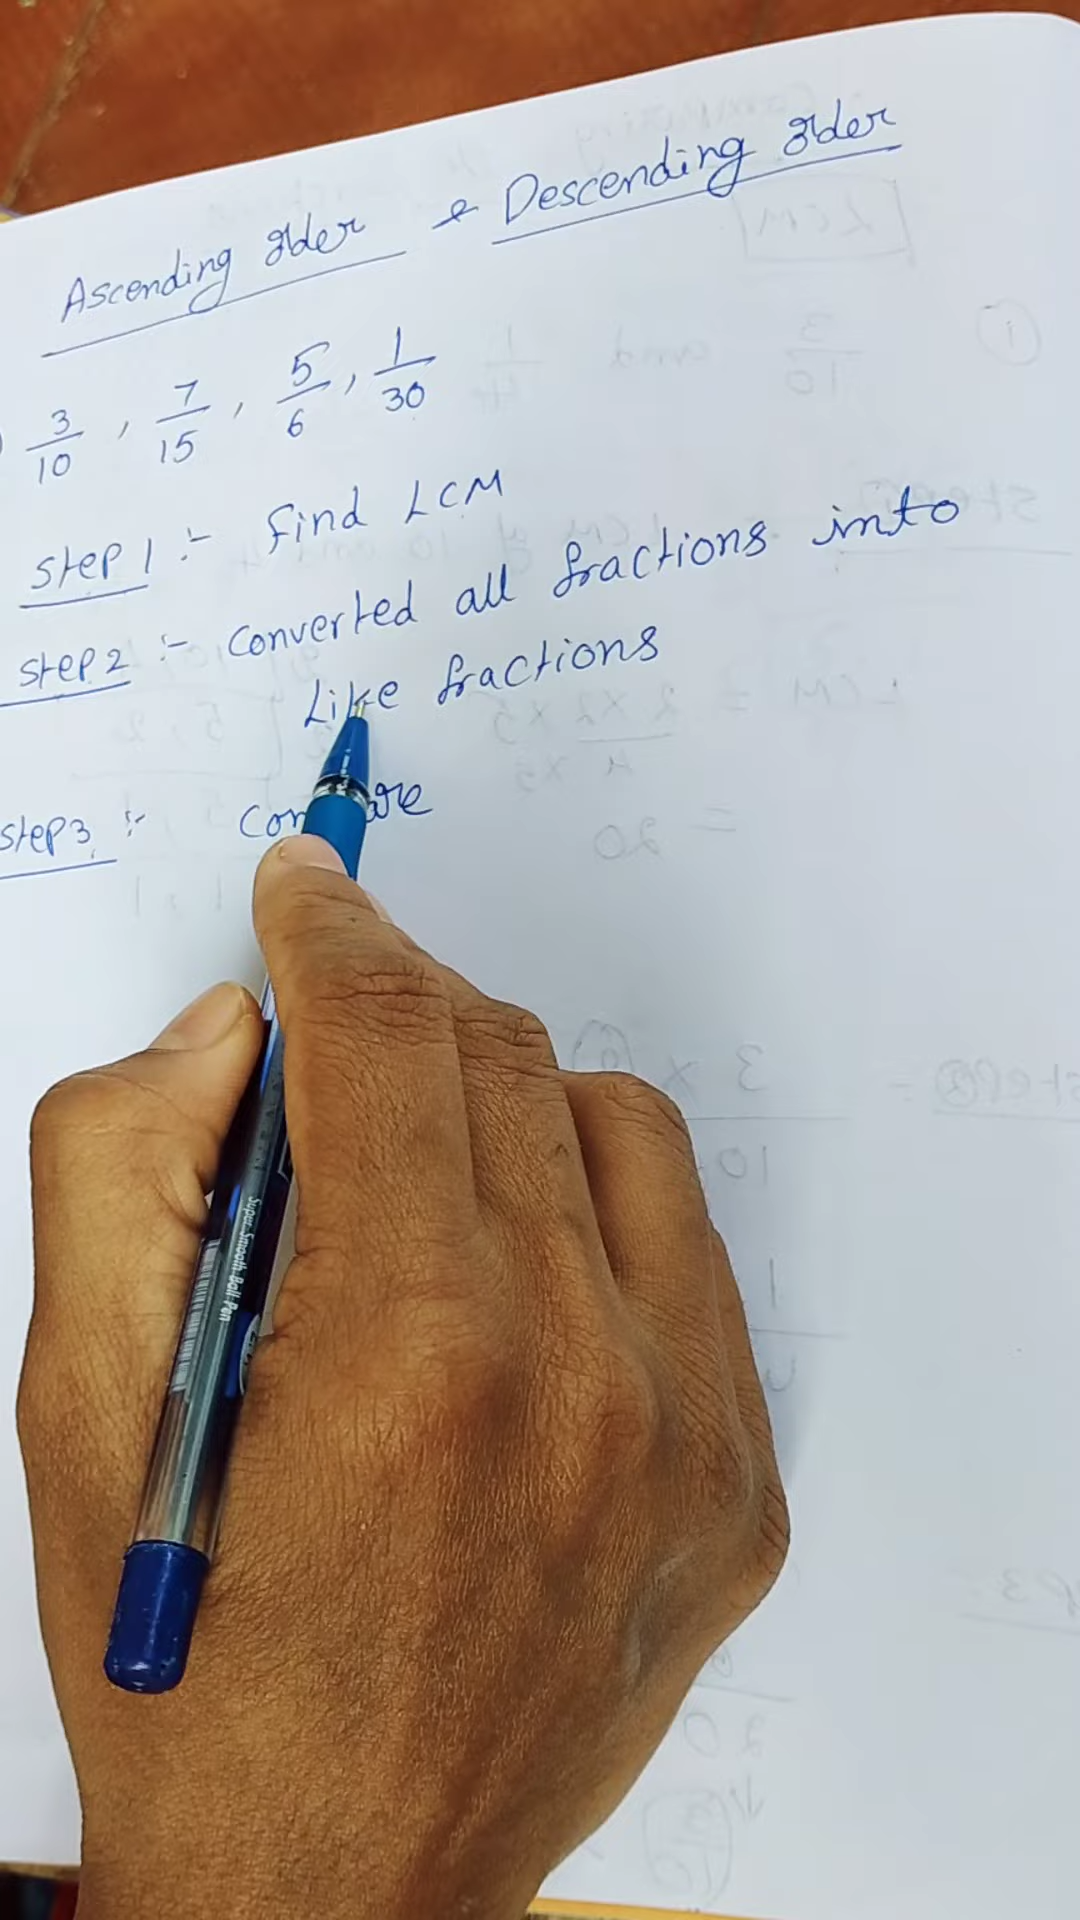 Ascending order & Descending order
3/10 , 7/15 , 5/6 , 1/30
Step 1 :- Find LCM
Step 2 :- Converted all fractions into
Like fractions
Step 3 :-
Super Smooth Ball Pen